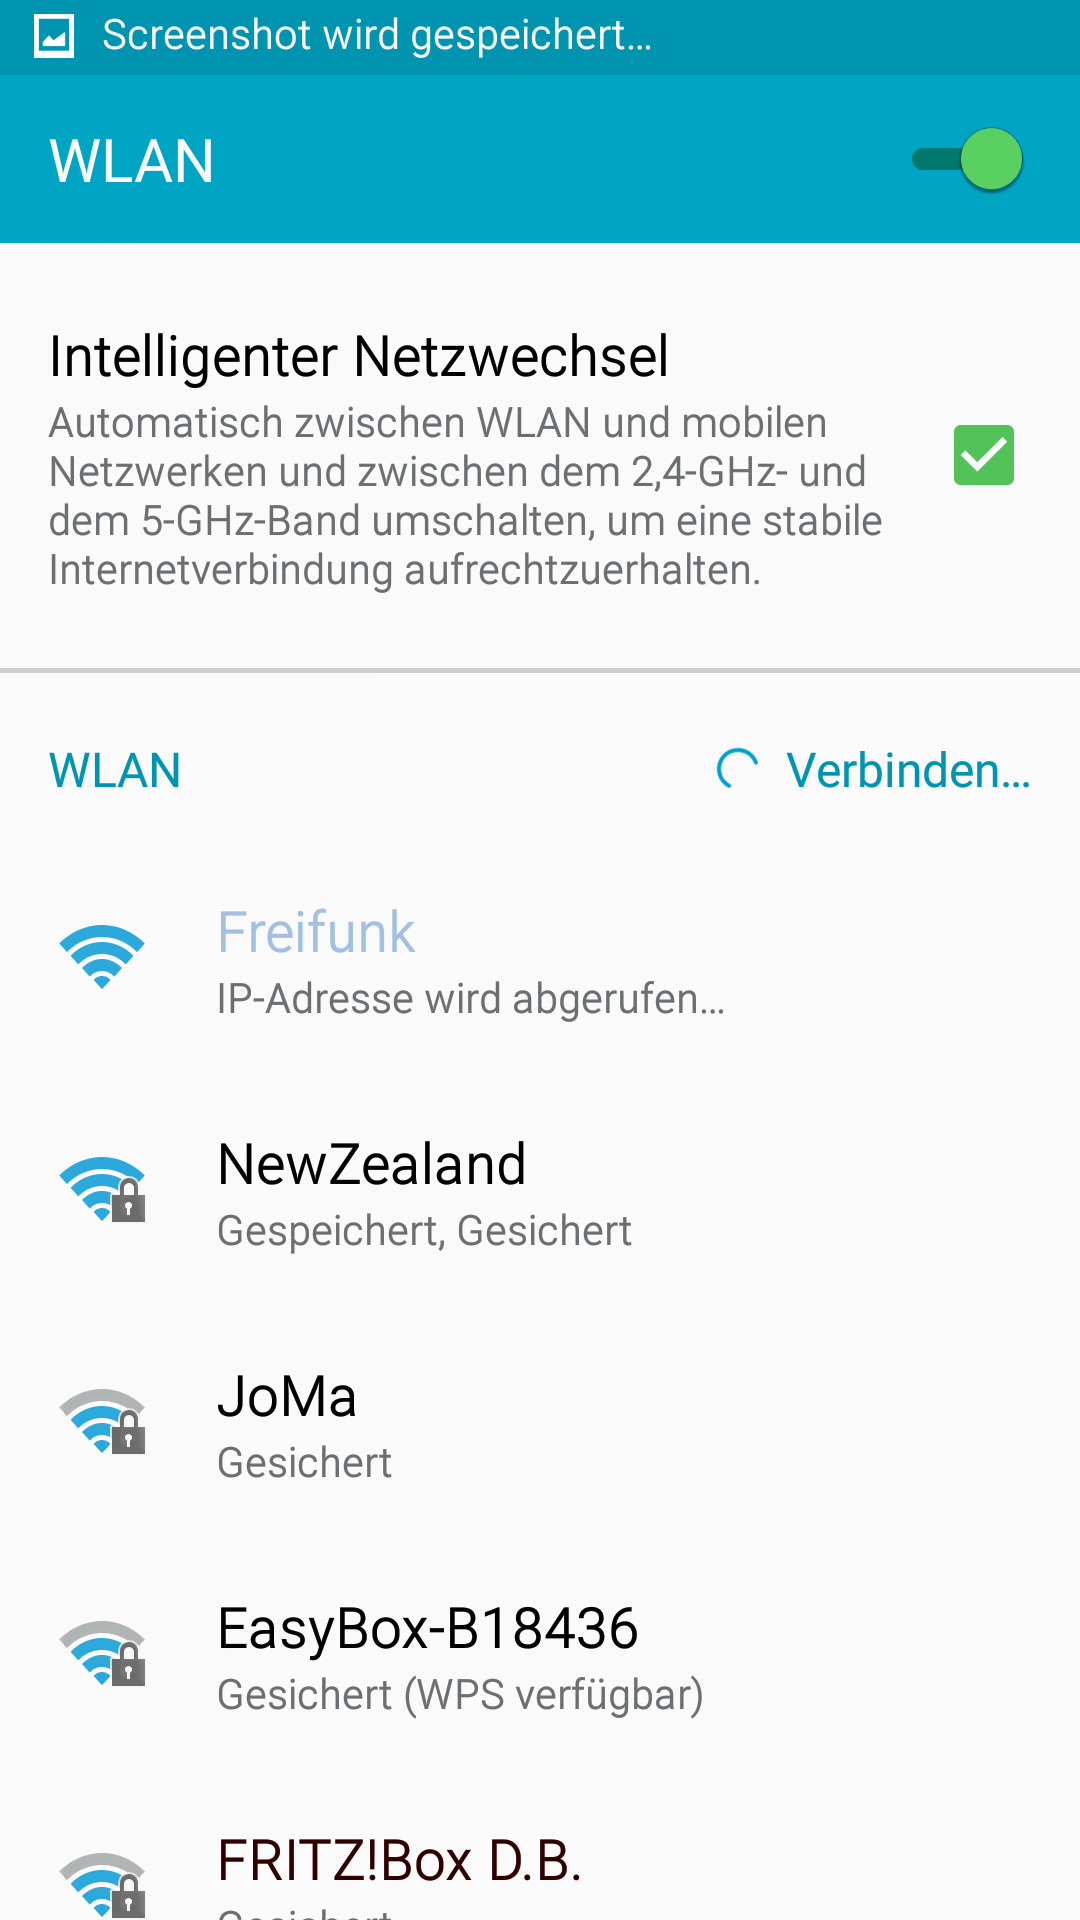 Screenshot wird gespeichert...
WLAN
Intelligenter Netzwechsel
Automatisch zwischen WLAN und mobilen
Netzwerken und zwischen dem 2,4-GHz- und
dem 5-GHz-Band umschalten, um eine stabile
Internetverbindung aufrechtzuerhalten.
WLAN
Verbinden...
Freifunk
IP-Adresse wird abgerufen...
NewZealand
Gespeichert, Gesichert
JoMa
Gesichert
EasyBox-B18436
Gesichert (WPS verfügbar)
FRITZ!Box D.B.
Gesichert